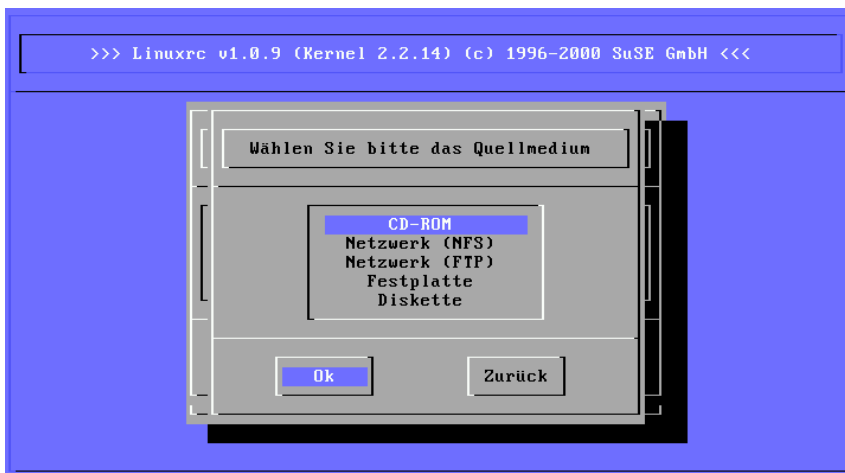 >>> Linuxrc v1.0.9 (Kernel 2.2.14) (c) 1996-2000 SuSE GmbH <<<
Wählen Sie bitte das Quellmedium
CD-ROM
Netzwerk (NFS)
Netzwerk (FTP)
Festplatte
Diskette
Ok
Zurück